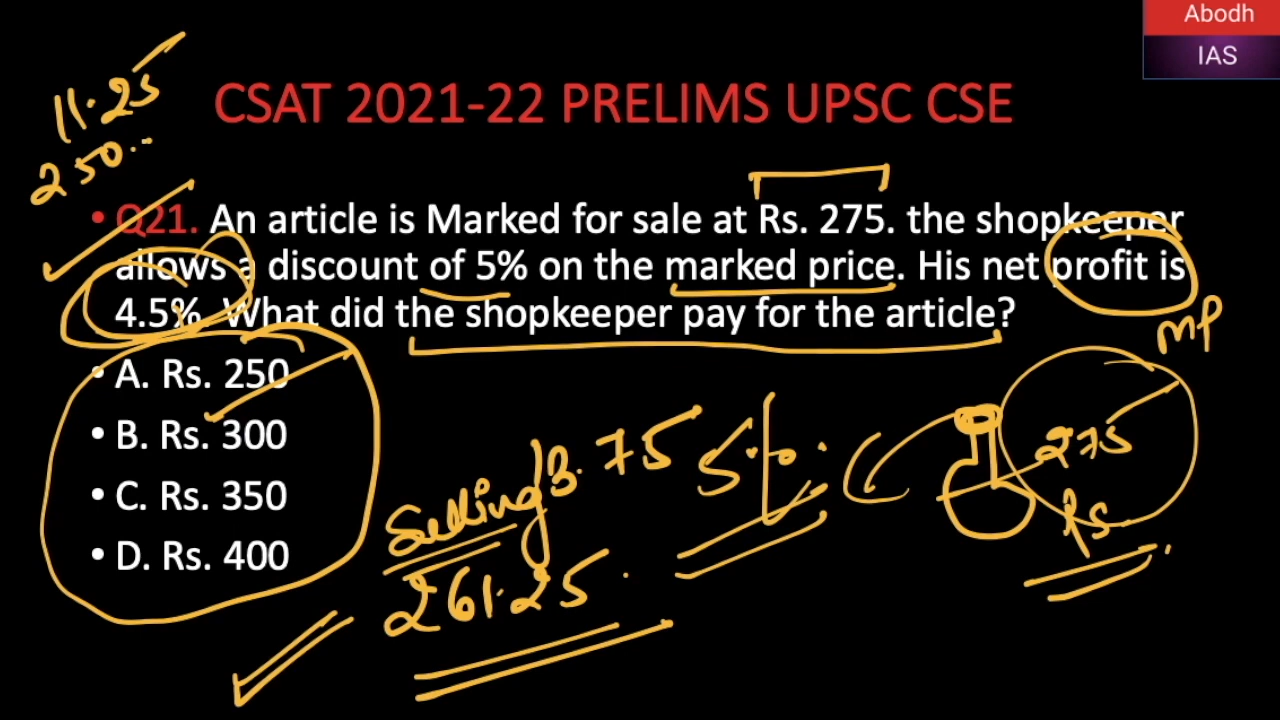 Abodh
IAS
11.25
250..
CSAT 2021-22 PRELIMS UPSC CSE
• Q21. An article is Marked for sale at Rs. 275. the shopkeeper
allows a discount of 5% on the marked price. His net profit is
4.5%. What did the shopkeeper pay for the article?
• A. Rs. 250
• B. Rs. 300
• C. Rs. 350
• D. Rs. 400
MP
275
Rs.
5%.
13.75
Selling
261.25.